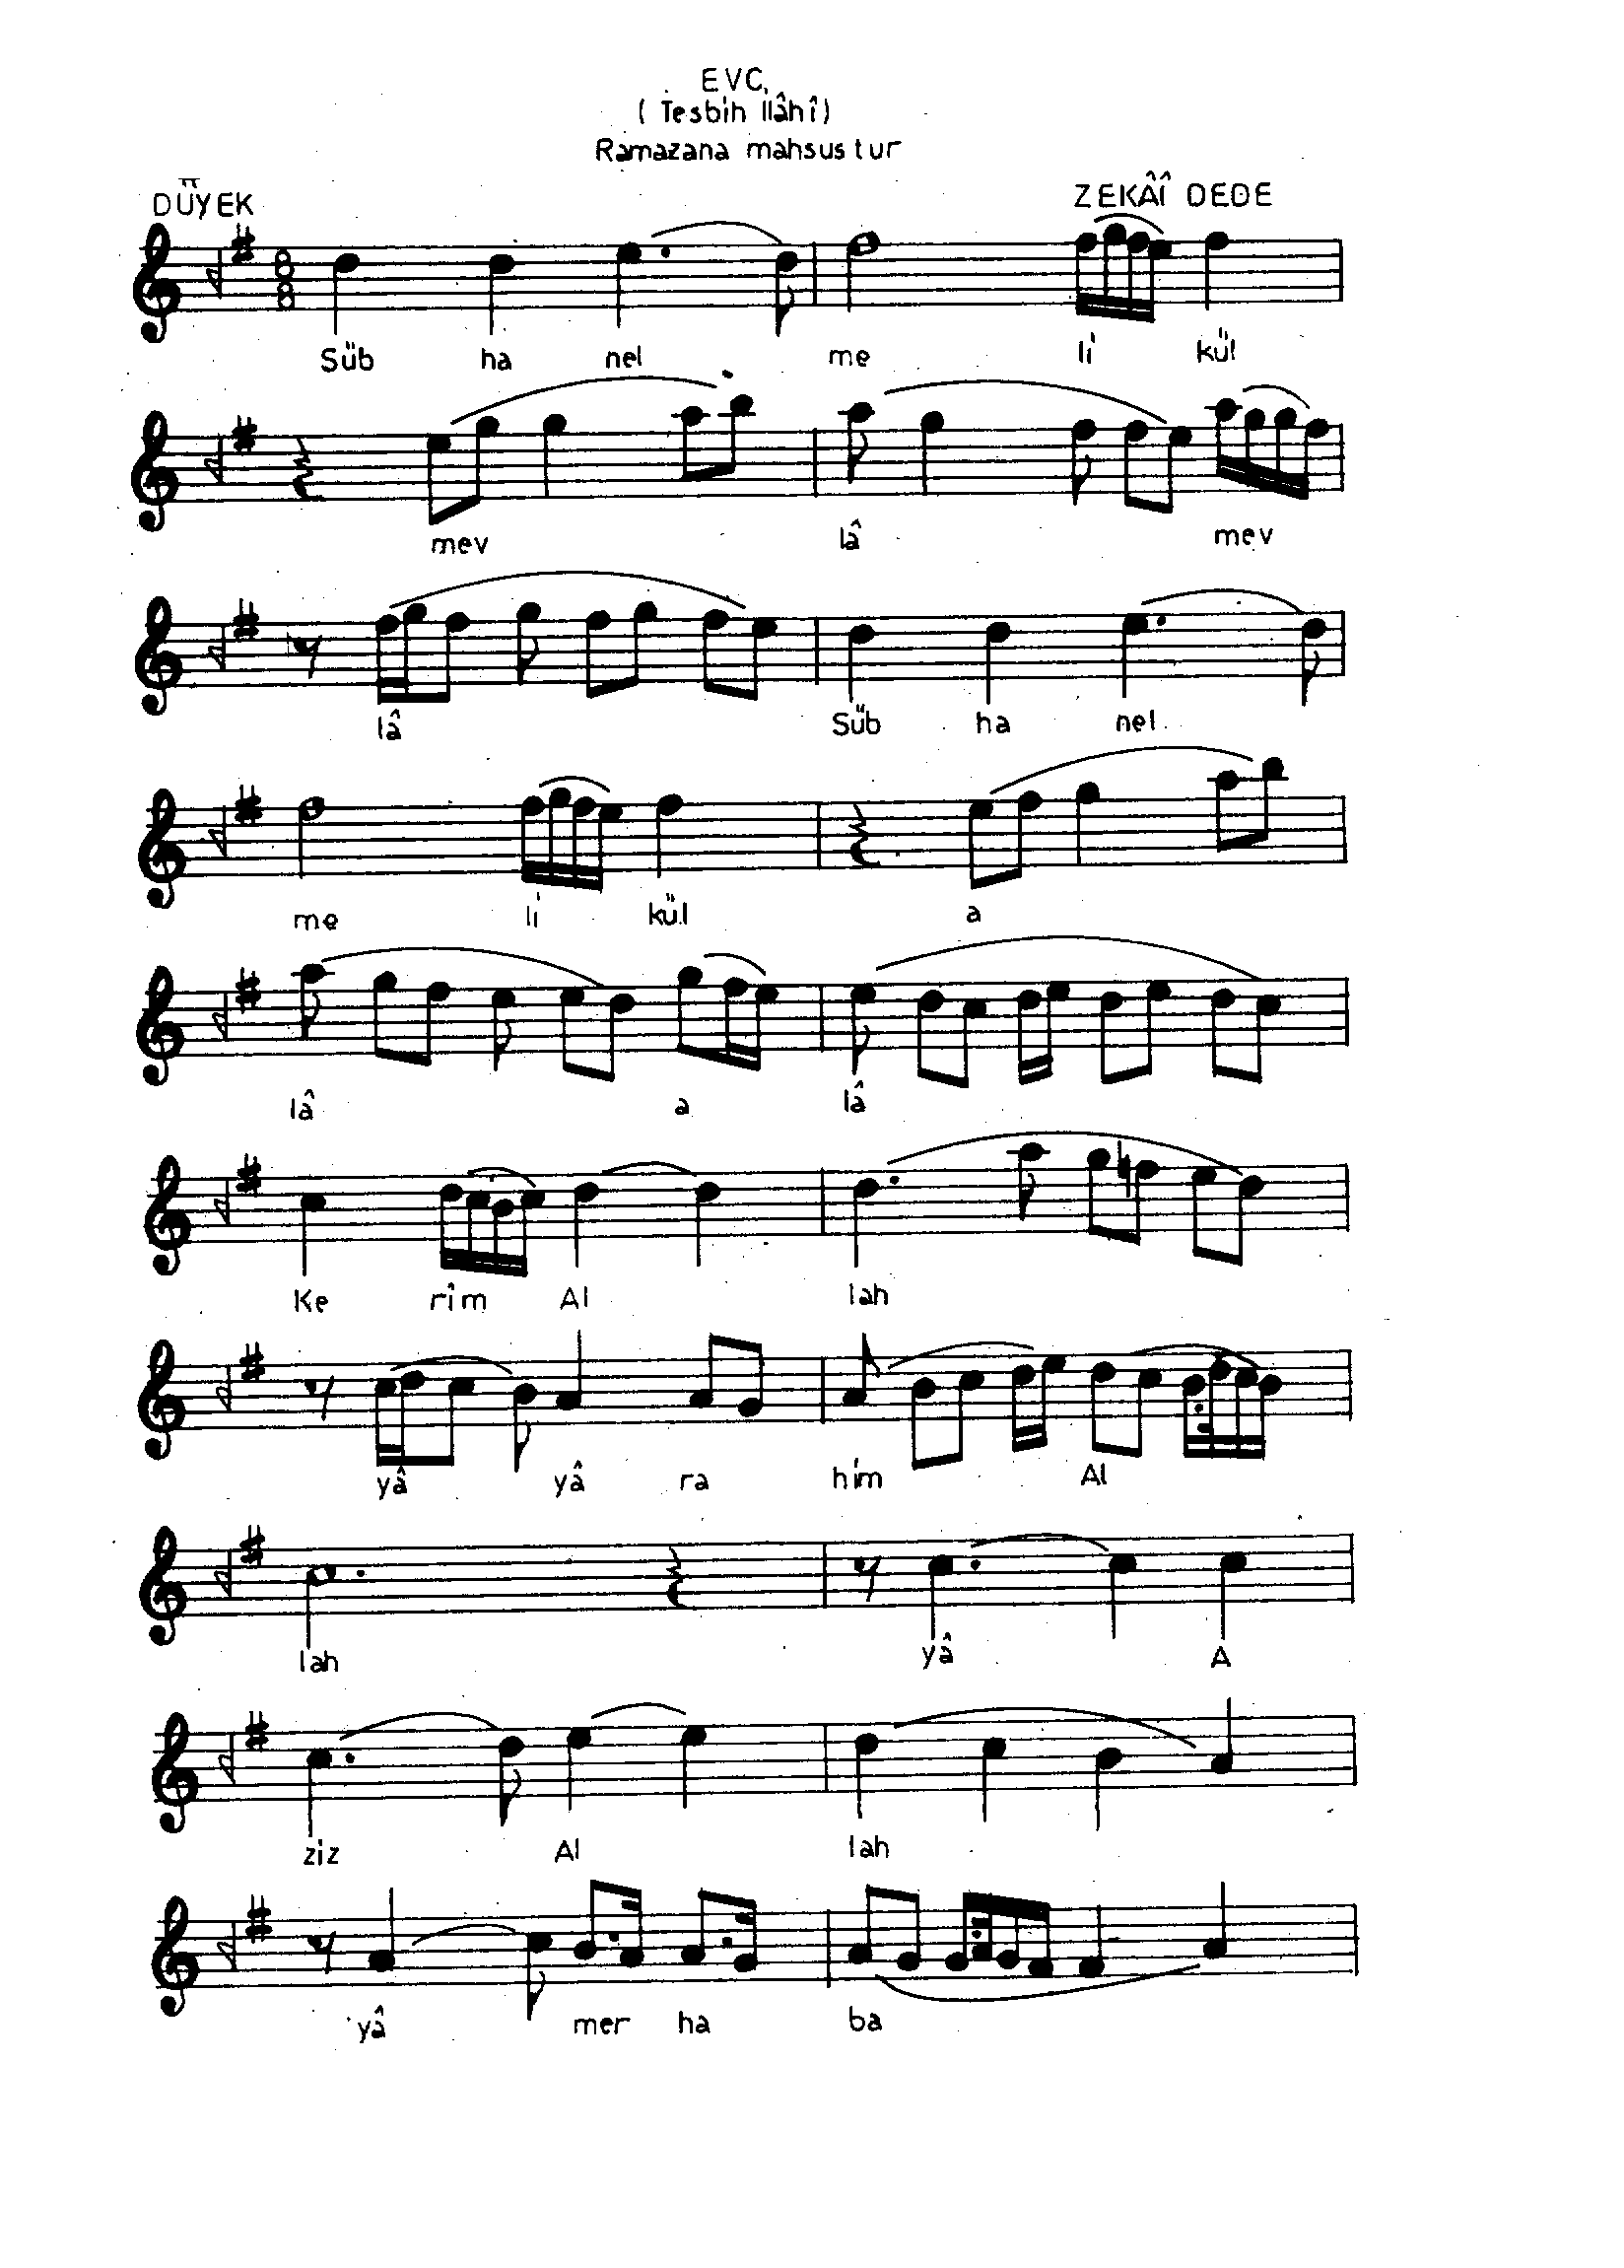 EVC
( Tesbih İlâhî)
Ramazana mahsustur
DÜYEK
ZEKÂÎ DEDE
8
8
Süb ha nel me li kül
mev lâ mev
lâ Süb ha nel
me li kül a
lâ a lâ
Ke rîm Al lah
yâ yâ ra him Al
lah yâ A
ziz Al lah
yâ mer ha ba